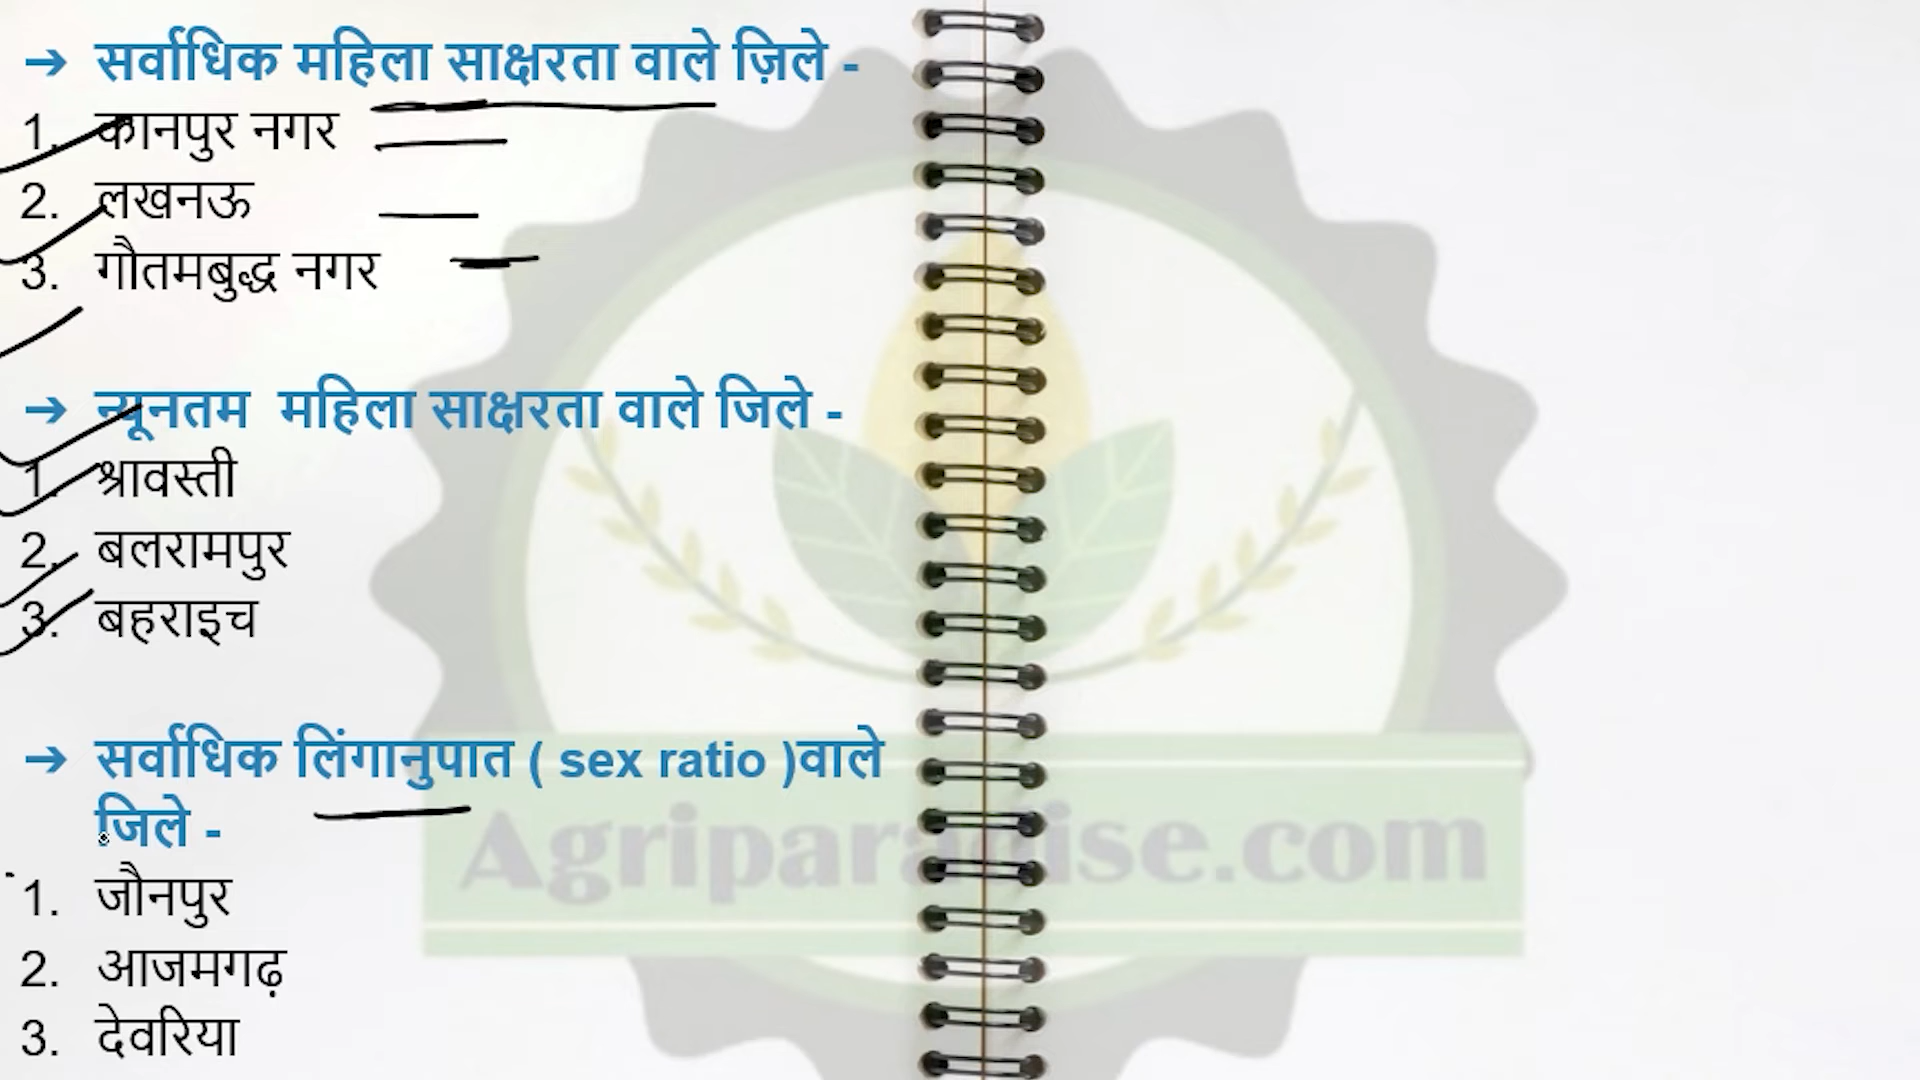 ➔ सर्वाधिक महिला साक्षरता वाले ज़िले -
1. कानपुर नगर
2. लखनऊ
3. गौतमबुद्ध नगर
➔ न्यूनतम महिला साक्षरता वाले जिले -
1. श्रावस्ती
2. बलरामपुर
3. बहराइच
➔ सर्वाधिक लिंगानुपात ( sex ratio )वाले
जिले -
1. जौनपुर
2. आजमगढ़
3. देवरिया
Agriparadise.com